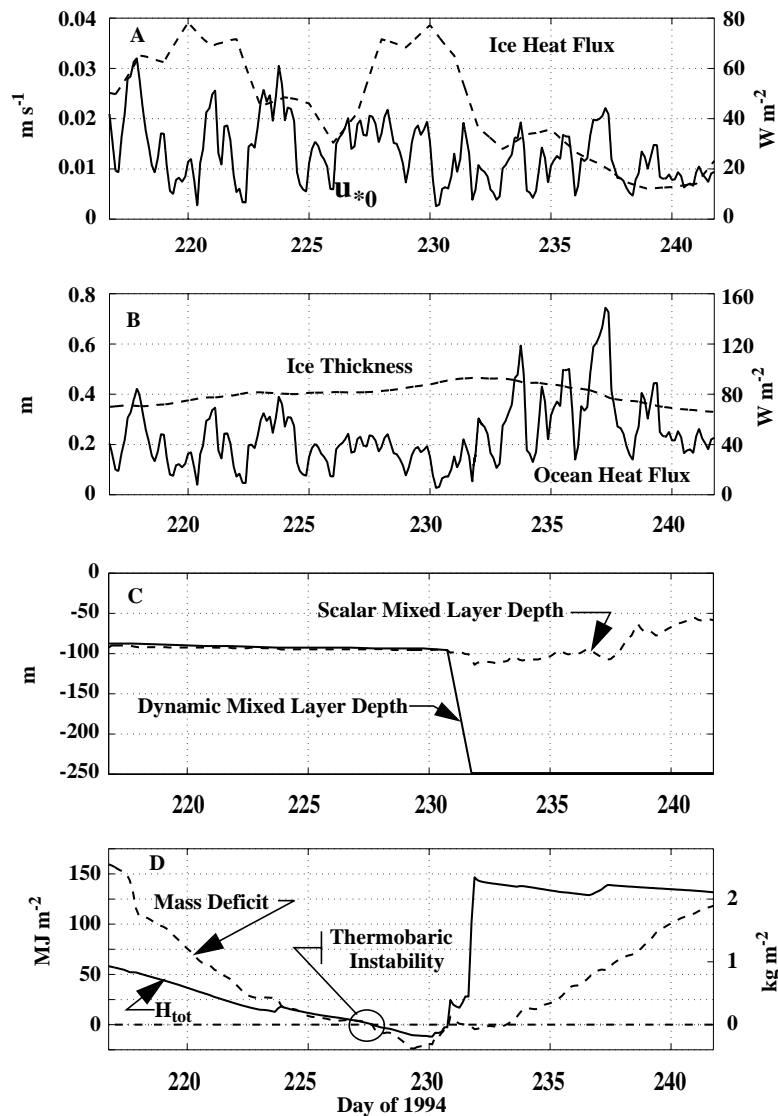 0.04
0.03
0.02
0.01
0
m s-1
A
Ice Heat Flux
u*0
80
60
40
20
0
W m-2
220
225
230
235
240
0.8
0.6
0.4
0.2
0
m
B
Ice Thickness
Ocean Heat Flux
160
120
80
40
0
W m-2
220
225
230
235
240
0
-50
-100
-150
-200
-250
m
C
Scalar Mixed Layer Depth
Dynamic Mixed Layer Depth
220
225
230
235
240
150
100
50
0
MJ m-2
D
Mass Deficit
Thermobaric
Instability
Htot
2
1
0
kg m-2
220
225
230
235
240
Day of 1994